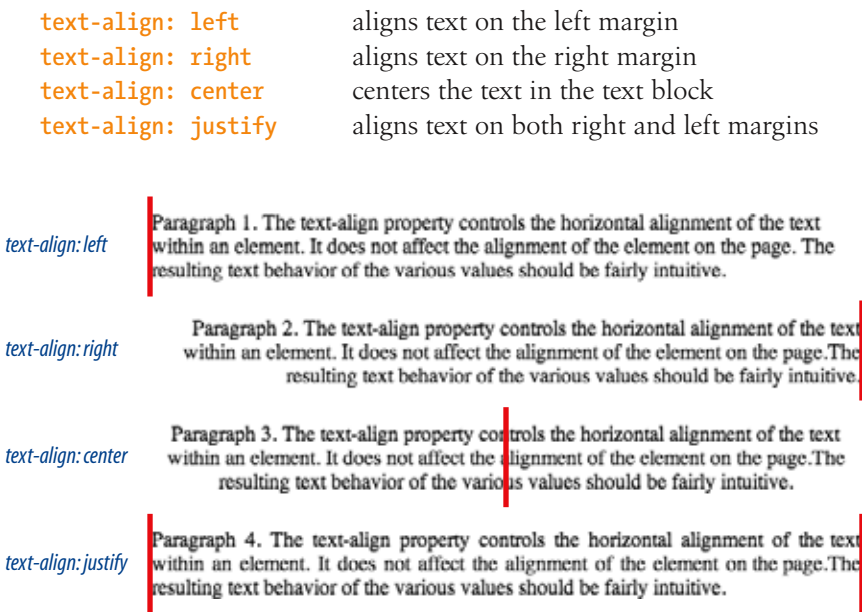 text-align: left aligns text on the left margin
text-align: right aligns text on the right margin
text-align: center centers the text in the text block
text-align: justify aligns text on both right and left margins
text-align: left
Paragraph 1. The text-align property controls the horizontal alignment of the text
within an element. It does not affect the alignment of the element on the page. The
resulting text behavior of the various values should be fairly intuitive.
text-align: right
Paragraph 2. The text-align property controls the horizontal alignment of the text
within an element. It does not affect the alignment of the element on the page.The
resulting text behavior of the various values should be fairly intuitive.
text-align: center
Paragraph 3. The text-align property controls the horizontal alignment of the text
within an element. It does not affect the alignment of the element on the page.The
resulting text behavior of the various values should be fairly intuitive.
text-align: justify
Paragraph 4. The text-align property controls the horizontal alignment of the text
within an element. It does not affect the alignment of the element on the page.The
resulting text behavior of the various values should be fairly intuitive.